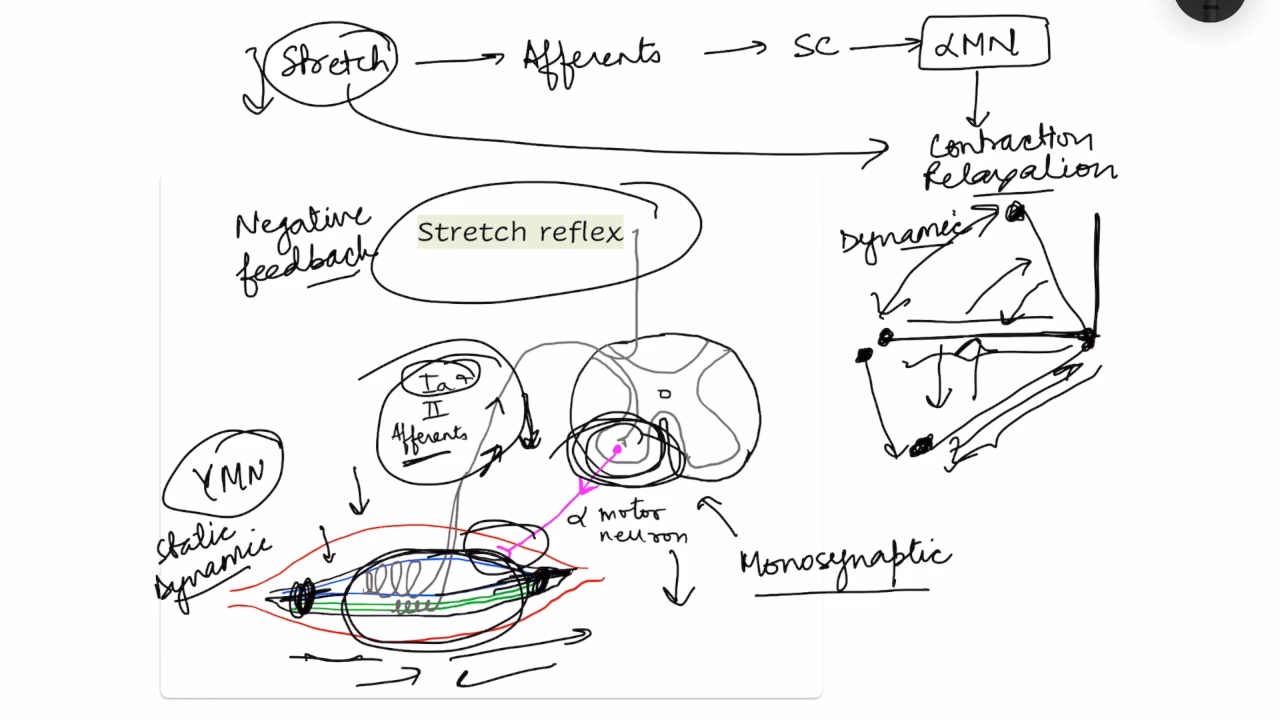 Stretch
Afferents
SC
αMN
Contraction
Relaxation
Negative
feedback
Stretch reflex
Dynamic
Ia
II
Afferents
γMN
Static
Dynamic
α motor
neuron
Monosynaptic